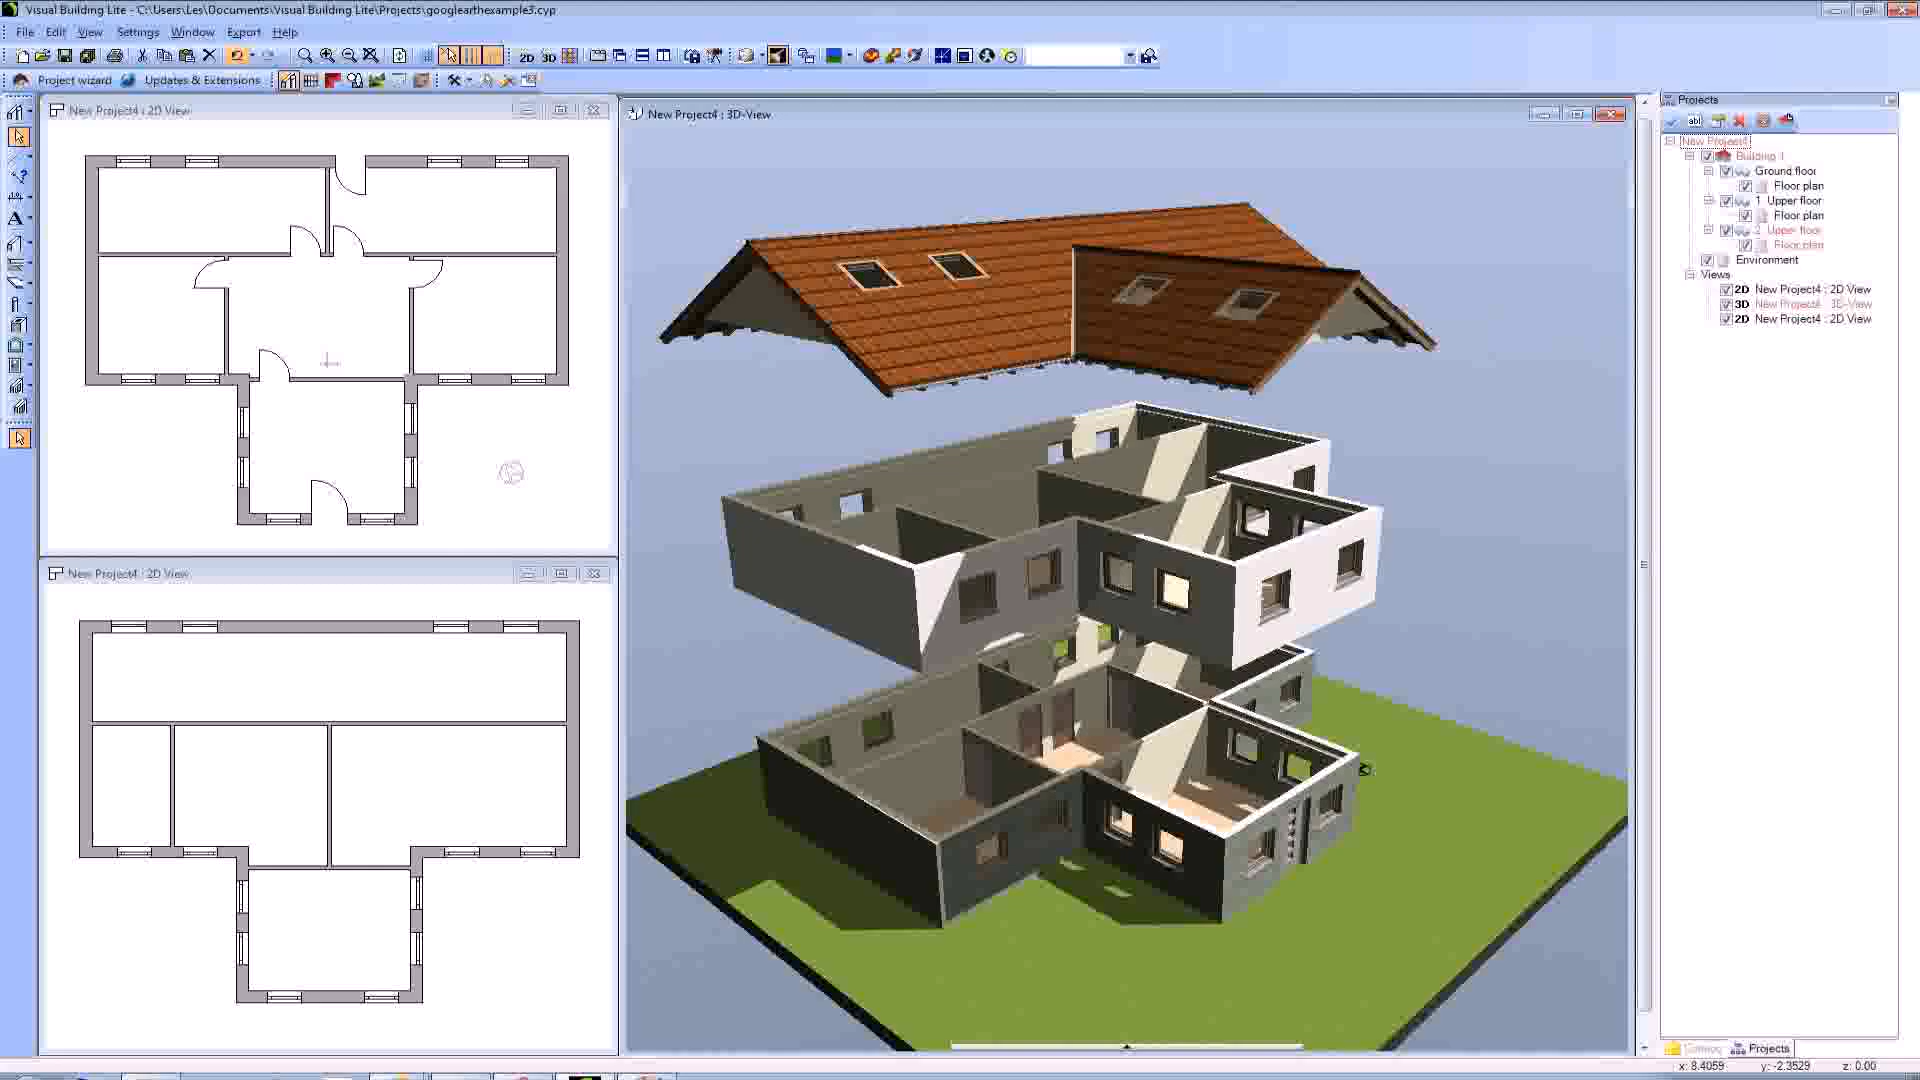 Visual Building Lite - C:\Users\Les\Documents\Visual Building Lite\Projects\googlearthexample3.cyp
File Edit View Settings Window Export Help
2D 3D
Project wizard Updates & Extensions
New Project4 : 2D View
New Project4 : 3D-View
Projects
abl
New Project4
Building 1
Ground floor
Floor plan
1. Upper floor
Floor plan
2. Upper floor
Floor plan
Environment
Views
2D New Project4 : 2D View
3D New Project4 : 3D-View
2D New Project4 : 2D View
A
New Project4 : 2D View
Projects
x: 8.4059 y: -2.3529 z: 0.00